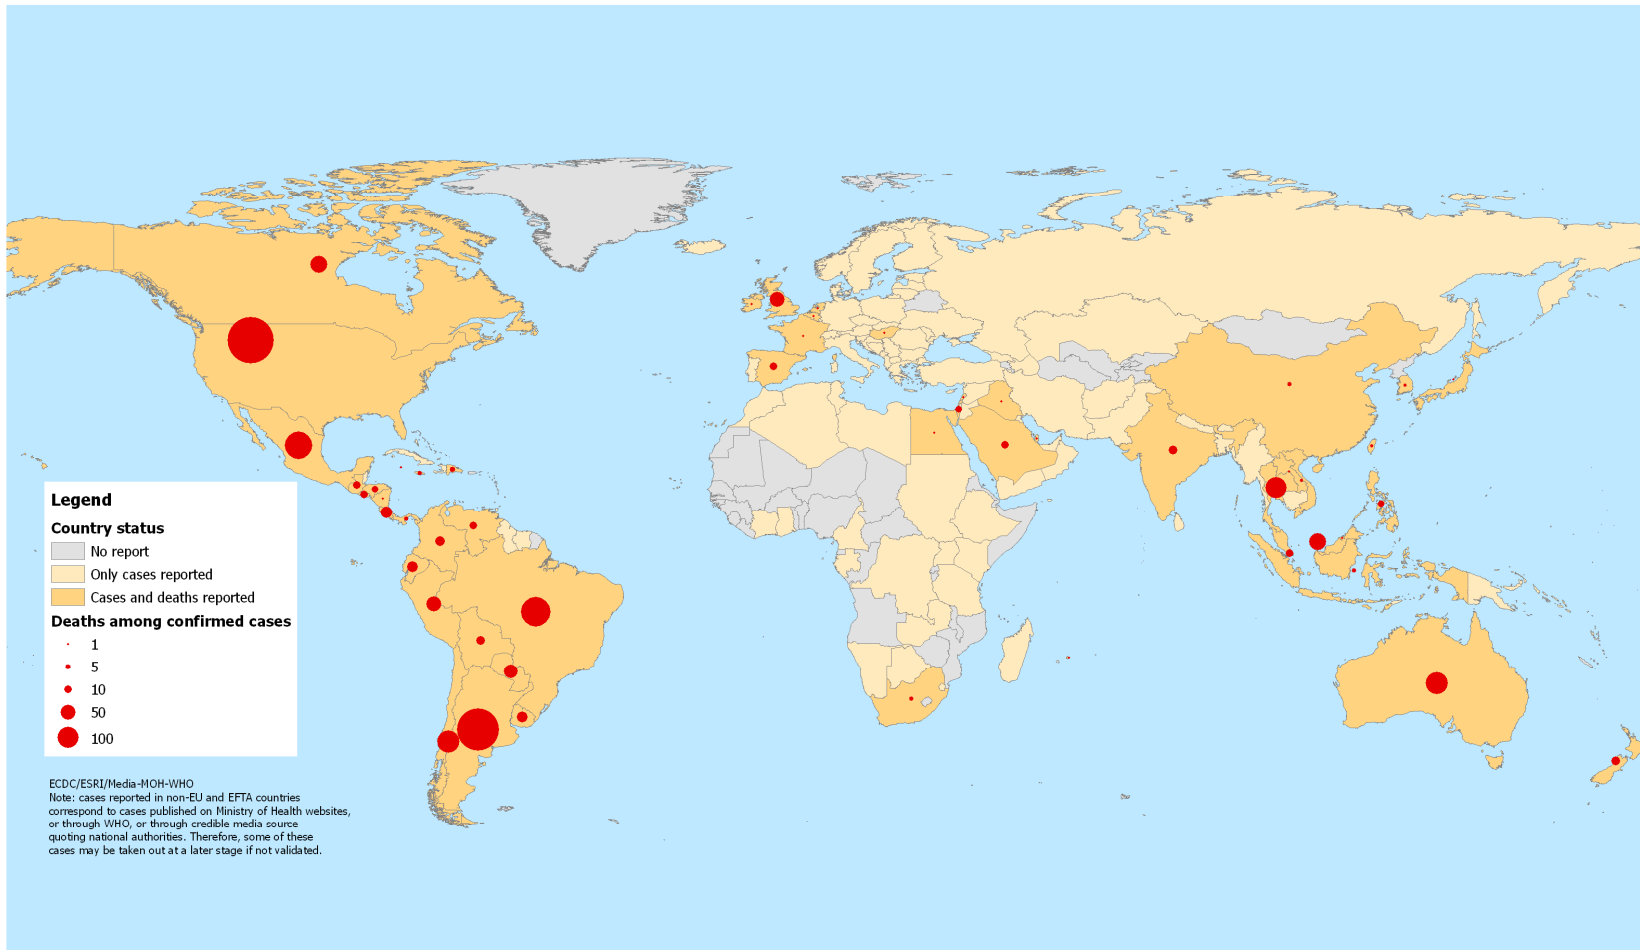 Legend
Country status
No report
Only cases reported
Cases and deaths reported
Deaths among confirmed cases
1
5
10
50
100
ECDC/ESRI/Media-MOH-WHO
Note: cases reported in non-EU and EFTA countries
correspond to cases published on Ministry of Health websites,
or through WHO, or through credible media source
quoting national authorities. Therefore, some of these
cases may be taken out at a later stage if not validated.